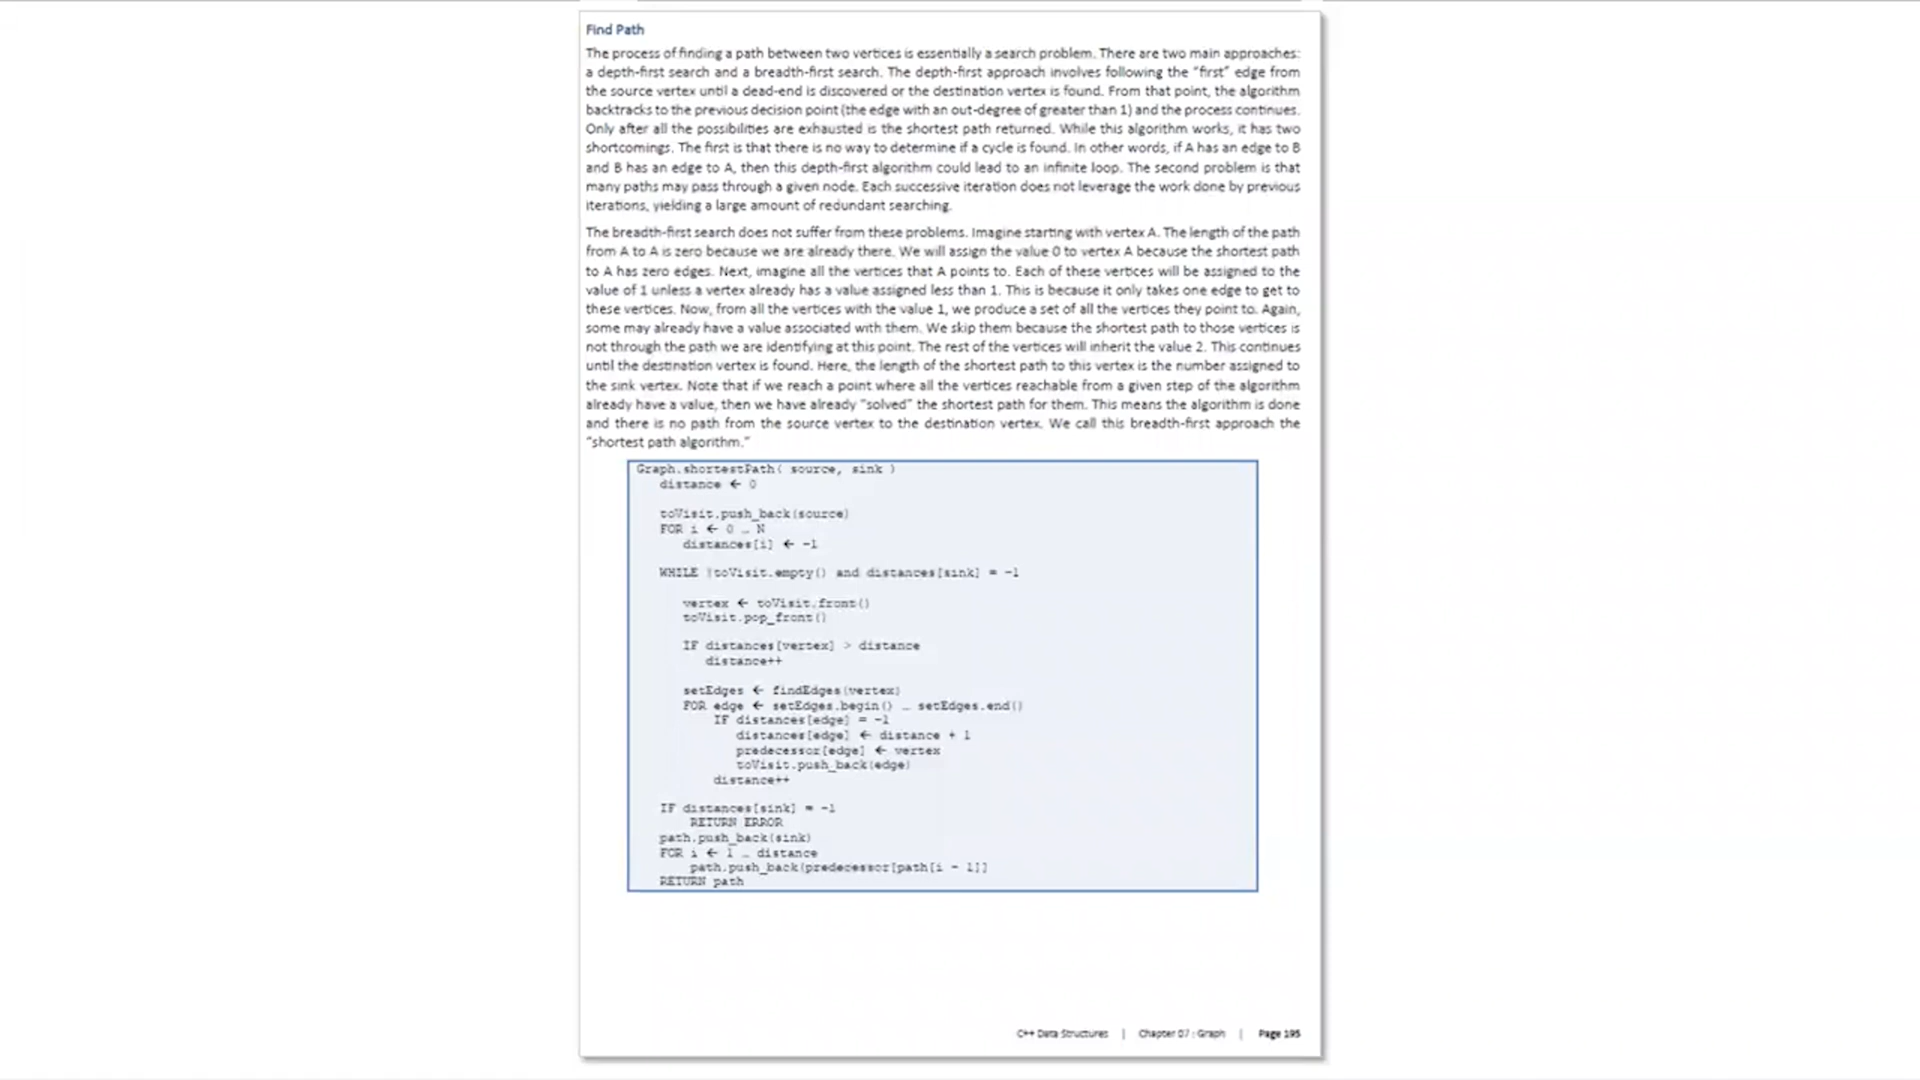 Find Path
The process of finding a path between two vertices is essentially a search problem. There are two main approaches:
a depth-first search and a breadth-first search. The depth-first approach involves following the "first" edge from
the source vertex until a dead-end is discovered or the destination vertex is found. From that point, the algorithm
backtracks to the previous decision point (the edge with an out-degree of greater than 1) and the process continues.
Only after all the possibilities are exhausted is the shortest path returned. While this algorithm works, it has two
shortcomings. The first is that there is no way to determine if a cycle is found. In other words, if A has an edge to B
and B has an edge to A, then this depth-first algorithm could lead to an infinite loop. The second problem is that
many paths may pass through a given node. Each successive iteration does not leverage the work done by previous
iterations, yielding a large amount of redundant searching.
The breadth-first search does not suffer from these problems. Imagine starting with vertex A. The length of the path
from A to A is zero because we are already there. We will assign the value 0 to vertex A because the shortest path
to A has zero edges. Next, imagine all the vertices that A points to. Each of these vertices will be assigned to the
value of 1 unless a vertex already has a value assigned less than 1. This is because it only takes one edge to get to
these vertices. Now, from all the vertices with the value 1, we produce a set of all the vertices they point to. Again,
some may already have a value associated with them. We skip them because the shortest path to those vertices is
not through the path we are identifying at this point. The rest of the vertices will inherit the value 2. This continues
until the destination vertex is found. Here, the length of the shortest path to this vertex is the number assigned to
the sink vertex. Note that if we reach a point where all the vertices reachable from a given step of the algorithm
already have a value, then we have already "solved" the shortest path for them. This means the algorithm is done
and there is no path from the source vertex to the destination vertex. We call this breadth-first approach the
"shortest path algorithm."
Graph.shortestPath( source, sink )
distance ← 0
toVisit.push_back(source)
FOR i ← 0 … N
distances[i] ← -1
WHILE !toVisit.empty() and distances[sink] = -1
vertex ← toVisit.front()
toVisit.pop_front()
IF distances[vertex] > distance
distance++
setEdges ← findEdges(vertex)
FOR edge ← setEdges.begin() … setEdges.end()
IF distances[edge] = -1
distances[edge] ← distance + 1
predecessor[edge] ← vertex
toVisit.push_back(edge)
distance++
IF distances[sink] = -1
RETURN ERROR
path.push_back(sink)
FOR i ← 1 … distance
path.push_back(predecessor[path[i - 1]]
RETURN path
C++ Data Structures | Chapter 07 : Graph | Page 195